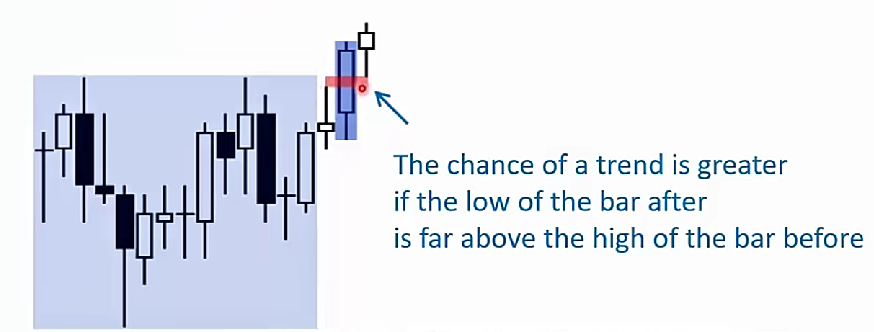 The chance of a trend is greater
if the low of the bar after
is far above the high of the bar before